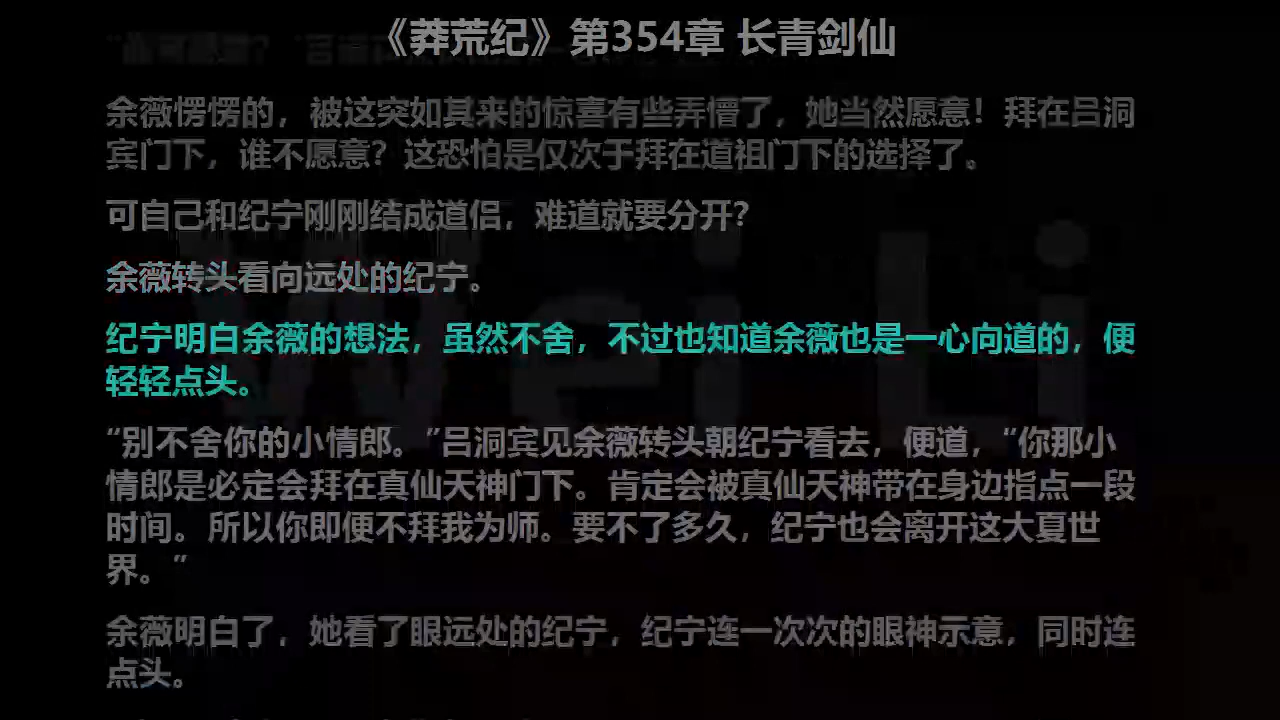 《莽荒纪》第354章 长青剑仙
余薇愣愣的，被这突如其来的惊喜有些弄懵了，她当然愿意！拜在吕洞
宾门下，谁不愿意？这恐怕是仅次于拜在道祖门下的选择了。
可自己和纪宁刚刚结成道侣，难道就要分开？
余薇转头看向远处的纪宁。
纪宁明白余薇的想法，虽然不舍，不过也知道余薇也是一心向道的，便
轻轻点头。
“别不舍你的小情郎。”吕洞宾见余薇转头朝纪宁看去，便道，“你那小
情郎是必定会拜在真仙天神门下。肯定会被真仙天神带在身边指点一段
时间。所以你即便不拜我为师。要不了多久，纪宁也会离开这大夏世
界。”
余薇明白了，她看了眼远处的纪宁，纪宁连一次次的眼神示意，同时连
点头。
Wei Li